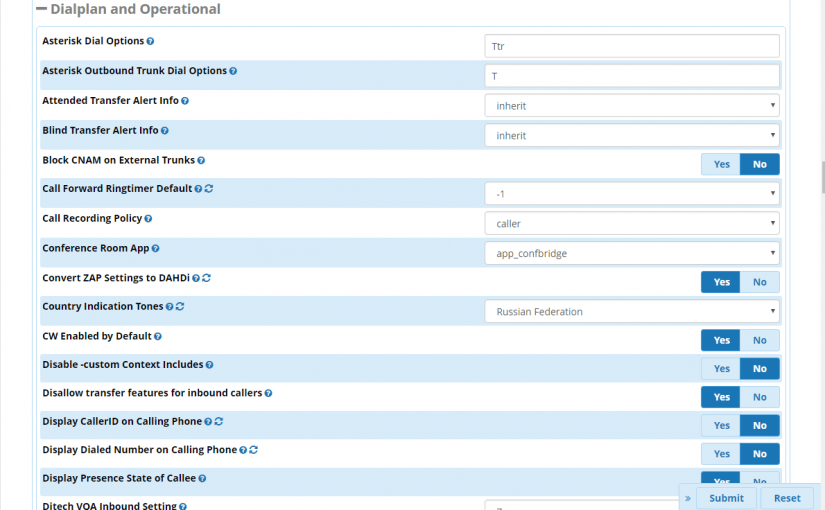 Dialplan and Operational
Asterisk Dial Options
Ttr
Asterisk Outbound Trunk Dial Options
T
Attended Transfer Alert Info
inherit
Blind Transfer Alert Info
inherit
Block CNAM on External Trunks
Yes No
Call Forward Ringtimer Default
-1
Call Recording Policy
caller
Conference Room App
app_confbridge
Convert ZAP Settings to DAHDi
Yes No
Country Indication Tones
Russian Federation
CW Enabled by Default
Yes No
Disable -custom Context Includes
Yes No
Disallow transfer features for inbound callers
Yes No
Display CallerID on Calling Phone
Yes No
Display Dialed Number on Calling Phone
Yes No
Display Presence State of Callee
Yes No
Ditech VQA Inbound Setting
» Submit Reset